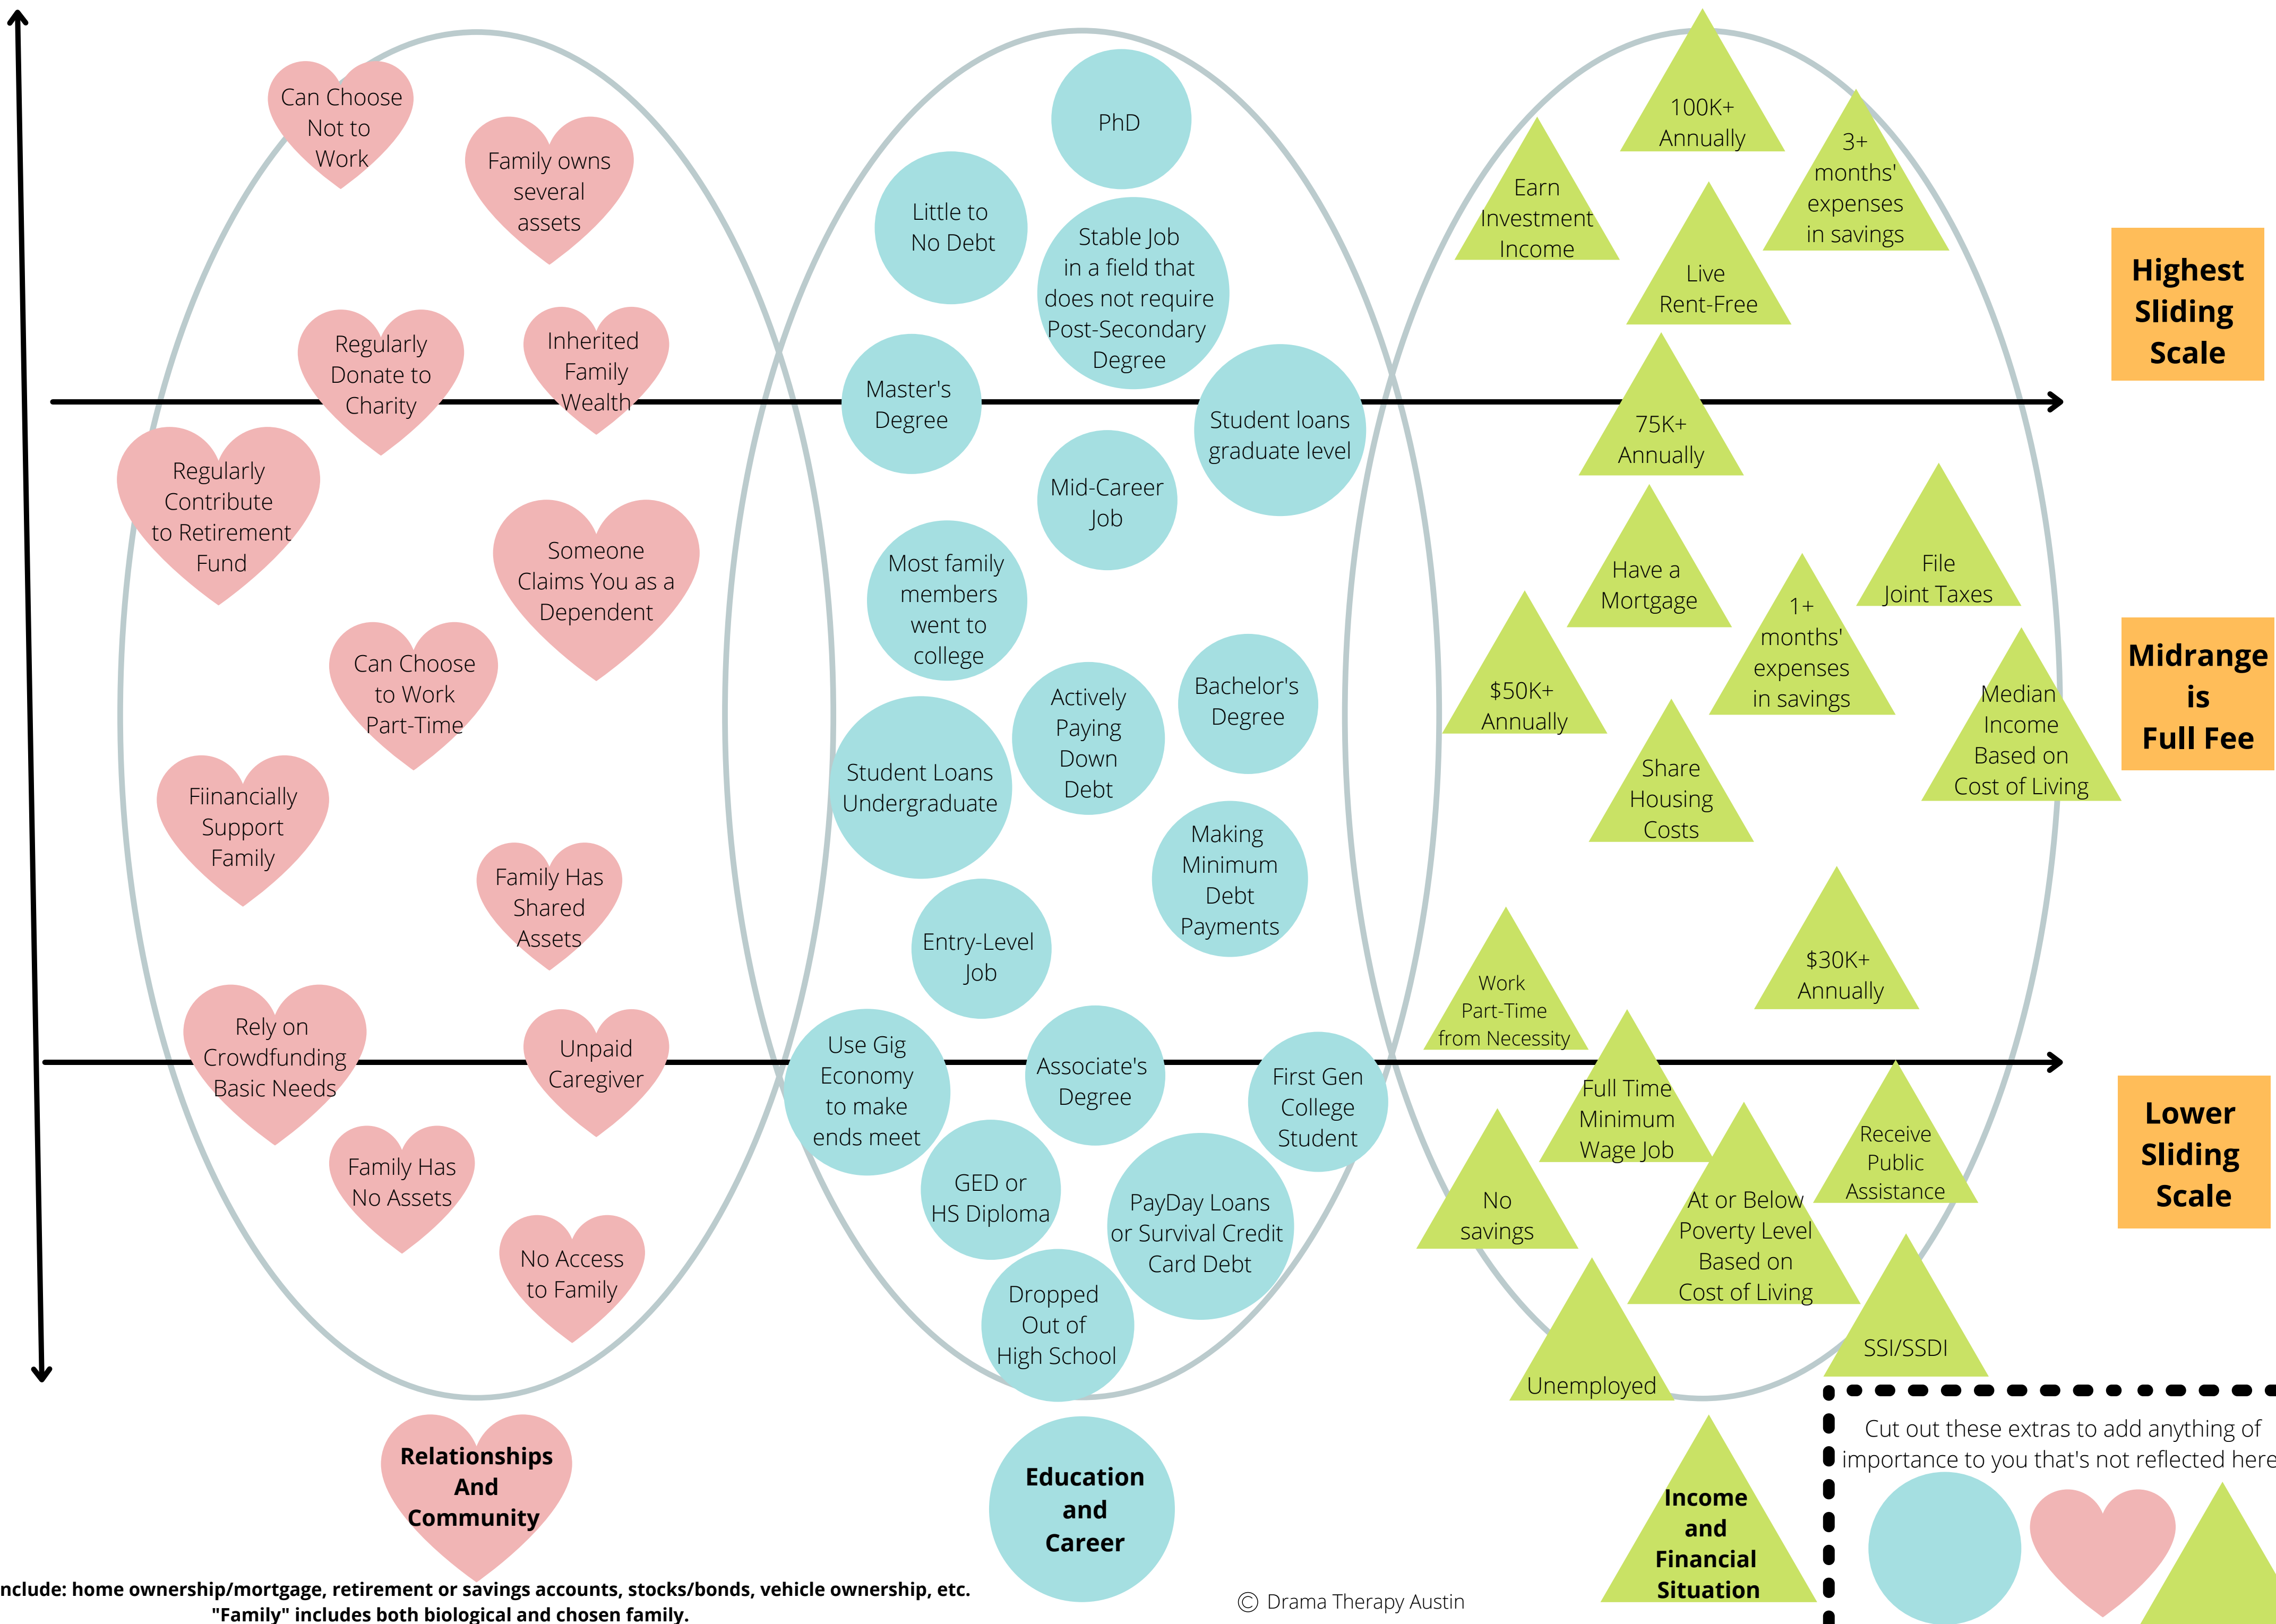 Can Choose
Not to
Work
Family owns
several
assets
Regularly
Donate to
Charity
Inherited
Family
Wealth
Regularly
Contribute
to Retirement
Fund
Someone
Claims You as a
Dependent
Can Choose
to Work
Part-Time
Fiinancially
Support
Family
Family Has
Shared
Assets
Rely on
Crowdfunding
Basic Needs
Unpaid
Caregiver
Family Has
No Assets
No Access
to Family
Relationships
And
Community
PhD
Little to
No Debt
Stable Job
in a field that
does not require
Post-Secondary
Degree
Master's
Degree
Student loans
graduate level
Mid-Career
Job
Most family
members
went to
college
Bachelor's
Degree
Actively
Paying
Down
Debt
Student Loans
Undergraduate
Making
Minimum
Debt
Payments
Entry-Level
Job
Use Gig
Economy
to make
ends meet
Associate's
Degree
First Gen
College
Student
GED or
HS Diploma
PayDay Loans
or Survival Credit
Card Debt
Dropped
Out of
High School
Education
and
Career
100K+
Annually
3+
months'
expenses
in savings
Earn
Investment
Income
Live
Rent-Free
75K+
Annually
Have a
Mortgage
File
Joint Taxes
1+
months'
expenses
in savings
$50K+
Annually
Median
Income
Based on
Cost of Living
Share
Housing
Costs
$30K+
Annually
Work
Part-Time
from Necessity
Full Time
Minimum
Wage Job
Receive
Public
Assistance
No
savings
At or Below
Poverty Level
Based on
Cost of Living
SSI/SSDI
Unemployed
Income
and
Financial
Situation
Highest
Sliding
Scale
Midrange
is
Full Fee
Lower
Sliding
Scale
Cut out these extras to add anything of
importance to you that's not reflected here
nclude: home ownership/mortgage, retirement or savings accounts, stocks/bonds, vehicle ownership, etc.
"Family" includes both biological and chosen family.
© Drama Therapy Austin